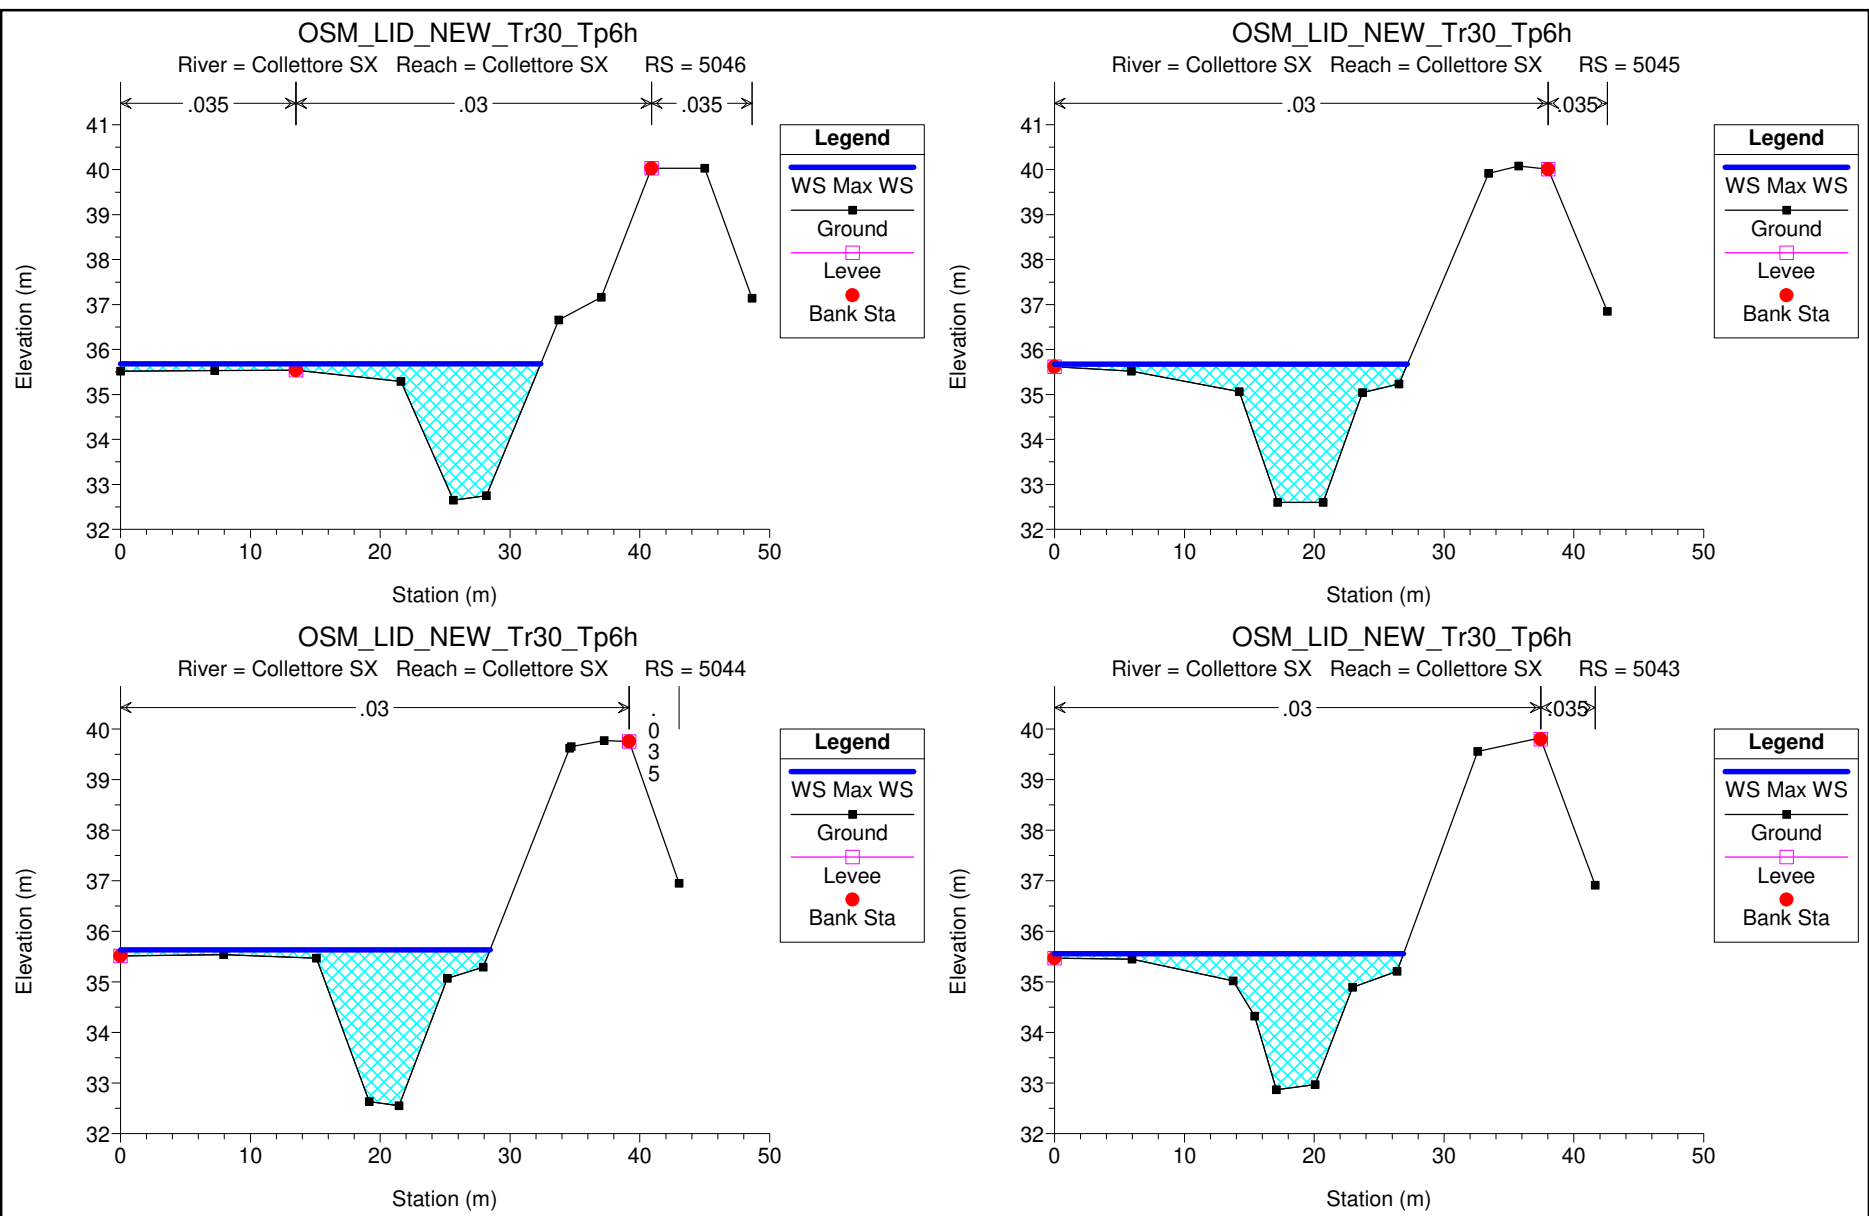 OSM_LID_NEW_Tr30_Tp6h
River = Collettore SX Reach = Collettore SX RS = 5046
.035 .03 .035
41
40
39
38
37
36
35
34
33
32
0 10 20 30 40 50
Station (m)
Elevation (m)
Legend
WS Max WS
Ground
Levee
Bank Sta
OSM_LID_NEW_Tr30_Tp6h
River = Collettore SX Reach = Collettore SX RS = 5045
.03 .035
41
40
39
38
37
36
35
34
33
32
0 10 20 30 40 50
Station (m)
Elevation (m)
Legend
WS Max WS
Ground
Levee
Bank Sta
OSM_LID_NEW_Tr30_Tp6h
River = Collettore SX Reach = Collettore SX RS = 5044
.03 .035
40
39
38
37
36
35
34
33
32
0 10 20 30 40 50
Station (m)
Elevation (m)
Legend
WS Max WS
Ground
Levee
Bank Sta
OSM_LID_NEW_Tr30_Tp6h
River = Collettore SX Reach = Collettore SX RS = 5043
.03 .035
40
39
38
37
36
35
34
33
32
0 10 20 30 40 50
Station (m)
Elevation (m)
Legend
WS Max WS
Ground
Levee
Bank Sta